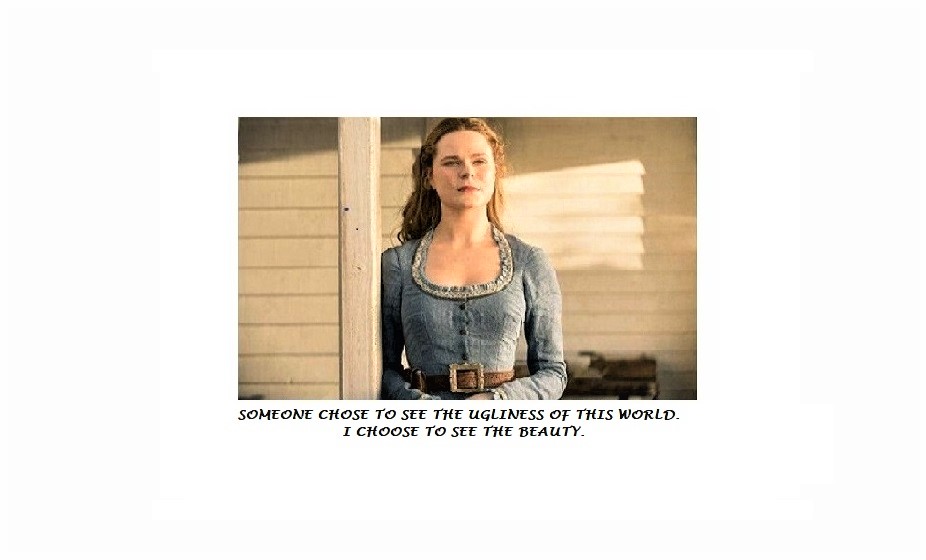 SOMEONE CHOSE TO SEE THE UGLINESS OF THIS WORLD.
I CHOOSE TO SEE THE BEAUTY.